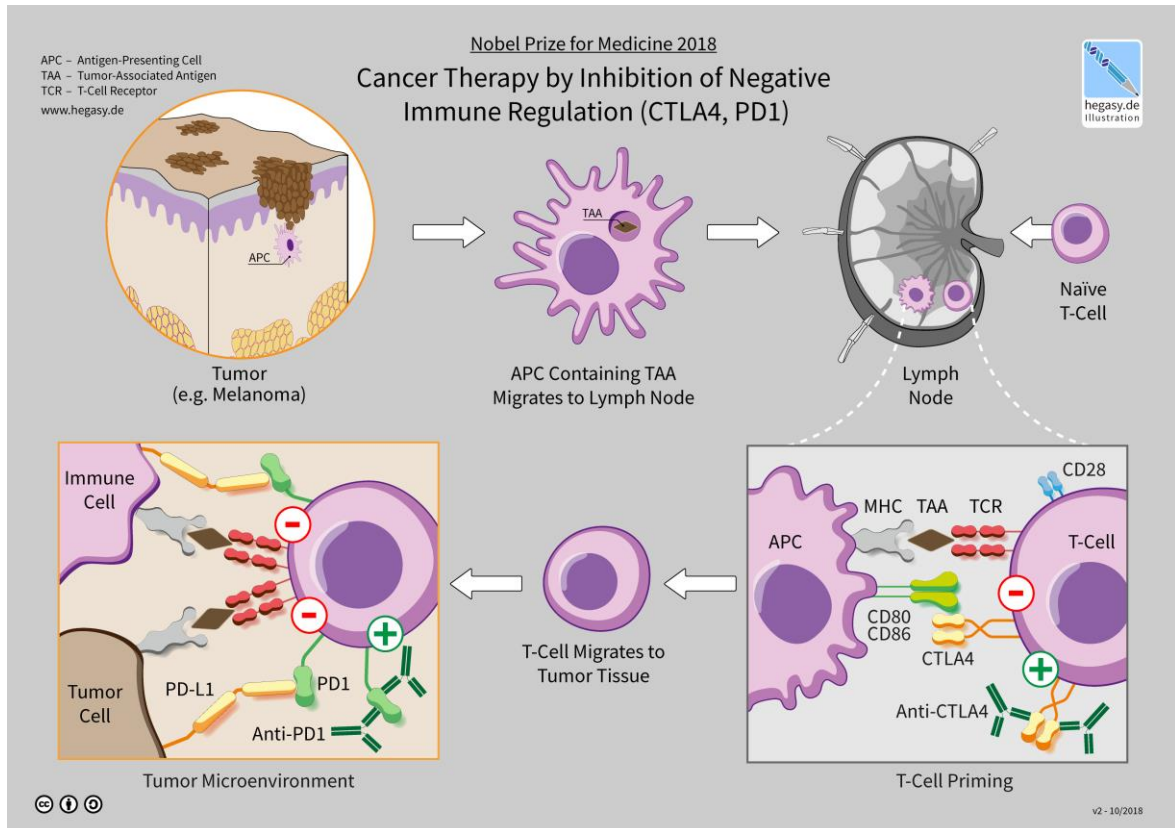 APC – Antigen-Presenting Cell
TAA – Tumor-Associated Antigen
TCR – T-Cell Receptor
www.hegasy.de
Nobel Prize for Medicine 2018
Cancer Therapy by Inhibition of Negative
Immune Regulation (CTLA4, PD1)
hegasy.de
Illustration
APC
Tumor
(e.g. Melanoma)
TAA
APC Containing TAA
Migrates to Lymph Node
Lymph
Node
Naïve
T-Cell
Immune
Cell
Tumor
Cell
PD-L1
PD1
Anti-PD1
Tumor Microenvironment
T-Cell Migrates to
Tumor Tissue
CD28
MHC TAA TCR
APC
T-Cell
CD80
CD86
CTLA4
Anti-CTLA4
T-Cell Priming
cc
v2 - 10/2018